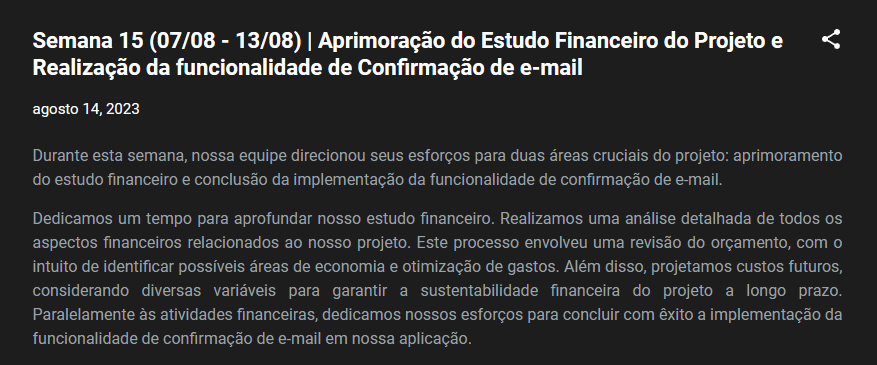 Semana 15 (07/08 - 13/08) | Aprimoração do Estudo Financeiro do Projeto e
Realização da funcionalidade de Confirmação de e-mail
agosto 14, 2023
Durante esta semana, nossa equipe direcionou seus esforços para duas áreas cruciais do projeto: aprimoramento
do estudo financeiro e conclusão da implementação da funcionalidade de confirmação de e-mail.
Dedicamos um tempo para aprofundar nosso estudo financeiro. Realizamos uma análise detalhada de todos os
aspectos financeiros relacionados ao nosso projeto. Este processo envolveu uma revisão do orçamento, com o
intuito de identificar possíveis áreas de economia e otimização de gastos. Além disso, projetamos custos futuros,
considerando diversas variáveis para garantir a sustentabilidade financeira do projeto a longo prazo.
Paralelamente às atividades financeiras, dedicamos nossos esforços para concluir com êxito a implementação da
funcionalidade de confirmação de e-mail em nossa aplicação.